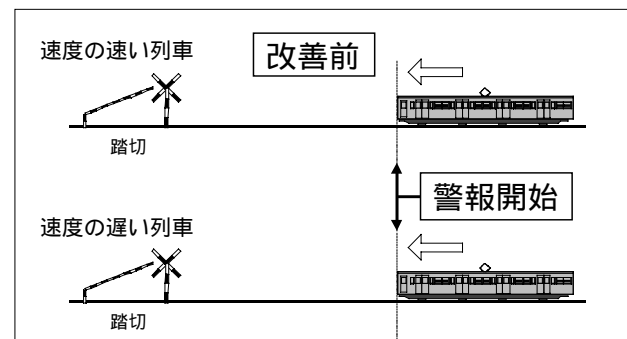 速度の速い列車
改善前
踏切
警報開始
速度の遅い列車
踏切